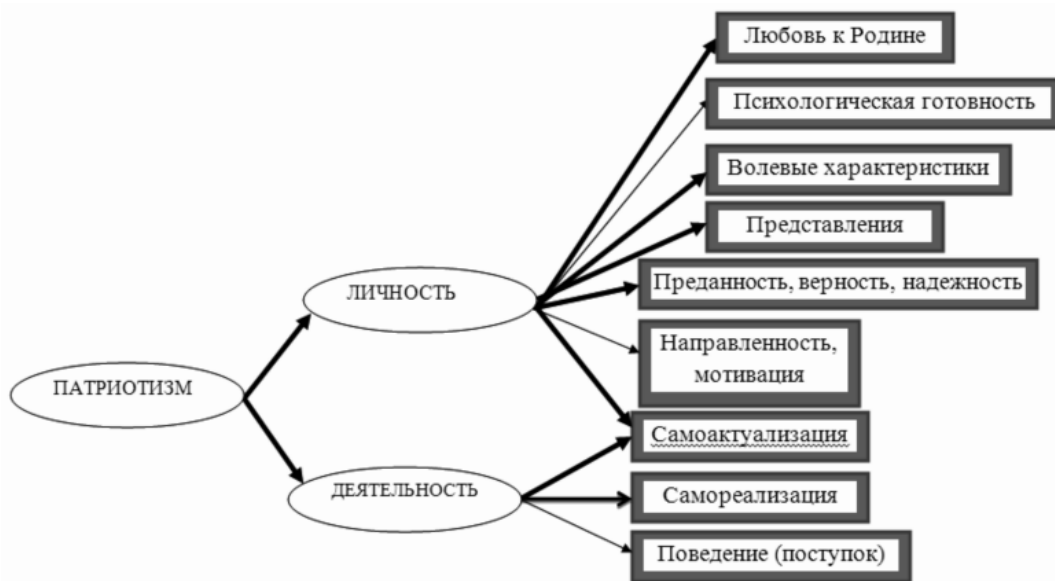 Любовь к Родине
Психологическая готовность
Волевые характеристики
Представления
Преданность, верность, надежность
ЛИЧНОСТЬ
Направленность,
мотивация
ПАТРИОТИЗМ
Самоактуализация
ДЕЯТЕЛЬНОСТЬ
Самореализация
Поведение (поступок)